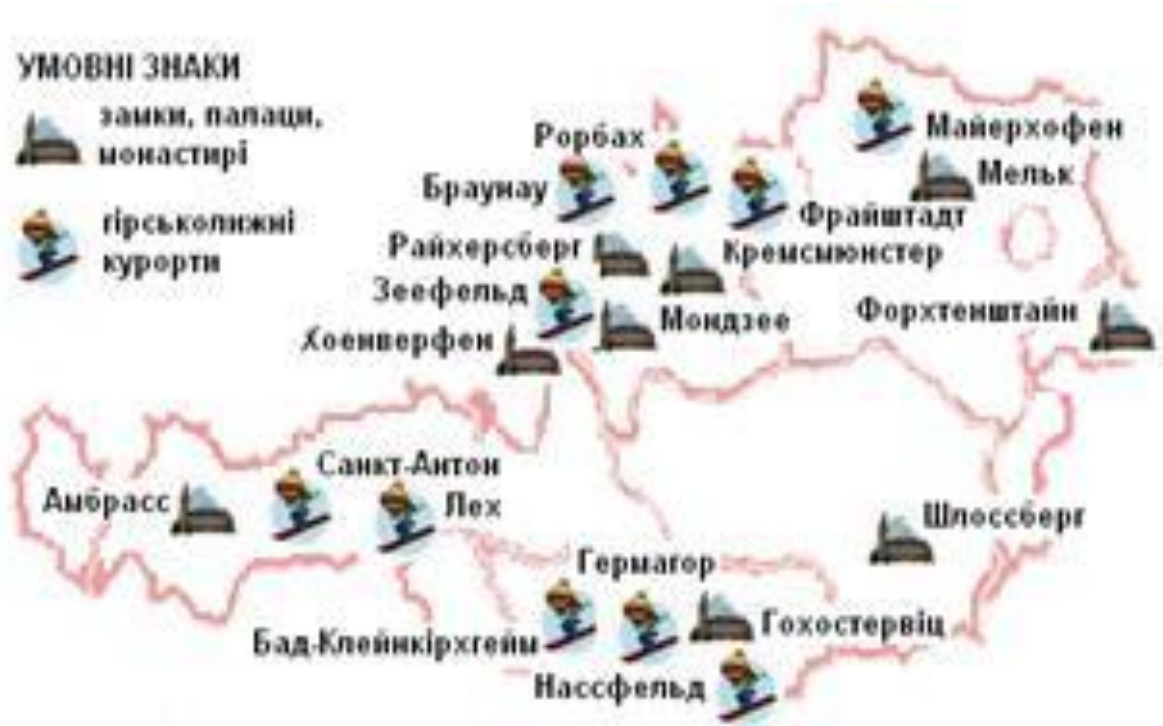 УМОВНІ ЗНАКИ
замки, палаци,
монастирі
гірськолижні
курорти
Майерхофен
Рорбах
Мельк
Браунау
Фрайштадт
Райхерсберг
Кремсмюнстер
Зеефельд
Форхтенштайн
Мондзее
Хоенверфен
Санкт-Антон
Амбрасс
Лех
Шлоссберг
Гермагор
Гохостервіц
Бад-Клейнкірхгейы
Нассфельд